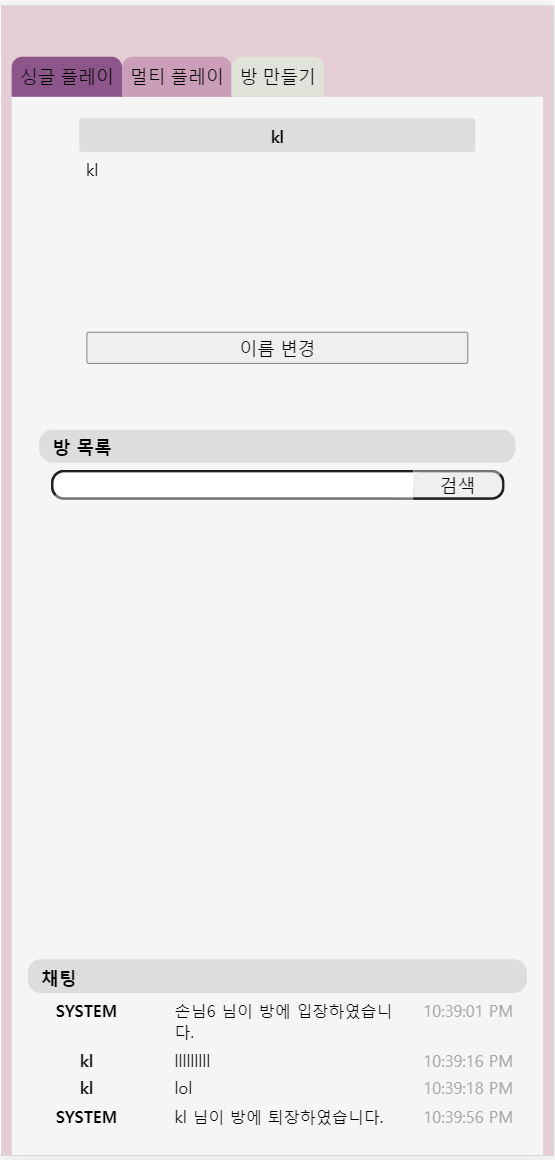 싱글 플레이 멀티 플레이 방 만들기
kl
kl
이름 변경
방 목록
검색
채팅
SYSTEM 손님6 님이 방에 입장하였습니
다. 10:39:01 PM
kl lllllllll 10:39:16 PM
kl lol 10:39:18 PM
SYSTEM kl 님이 방에 퇴장하였습니다. 10:39:56 PM